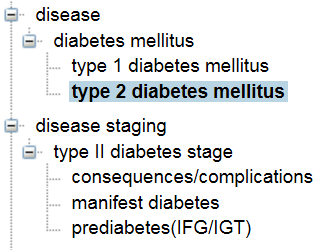 disease
diabetes mellitus
type 1 diabetes mellitus
type 2 diabetes mellitus
disease staging
type II diabetes stage
consequences/complications
manifest diabetes
prediabetes(IFG/IGT)